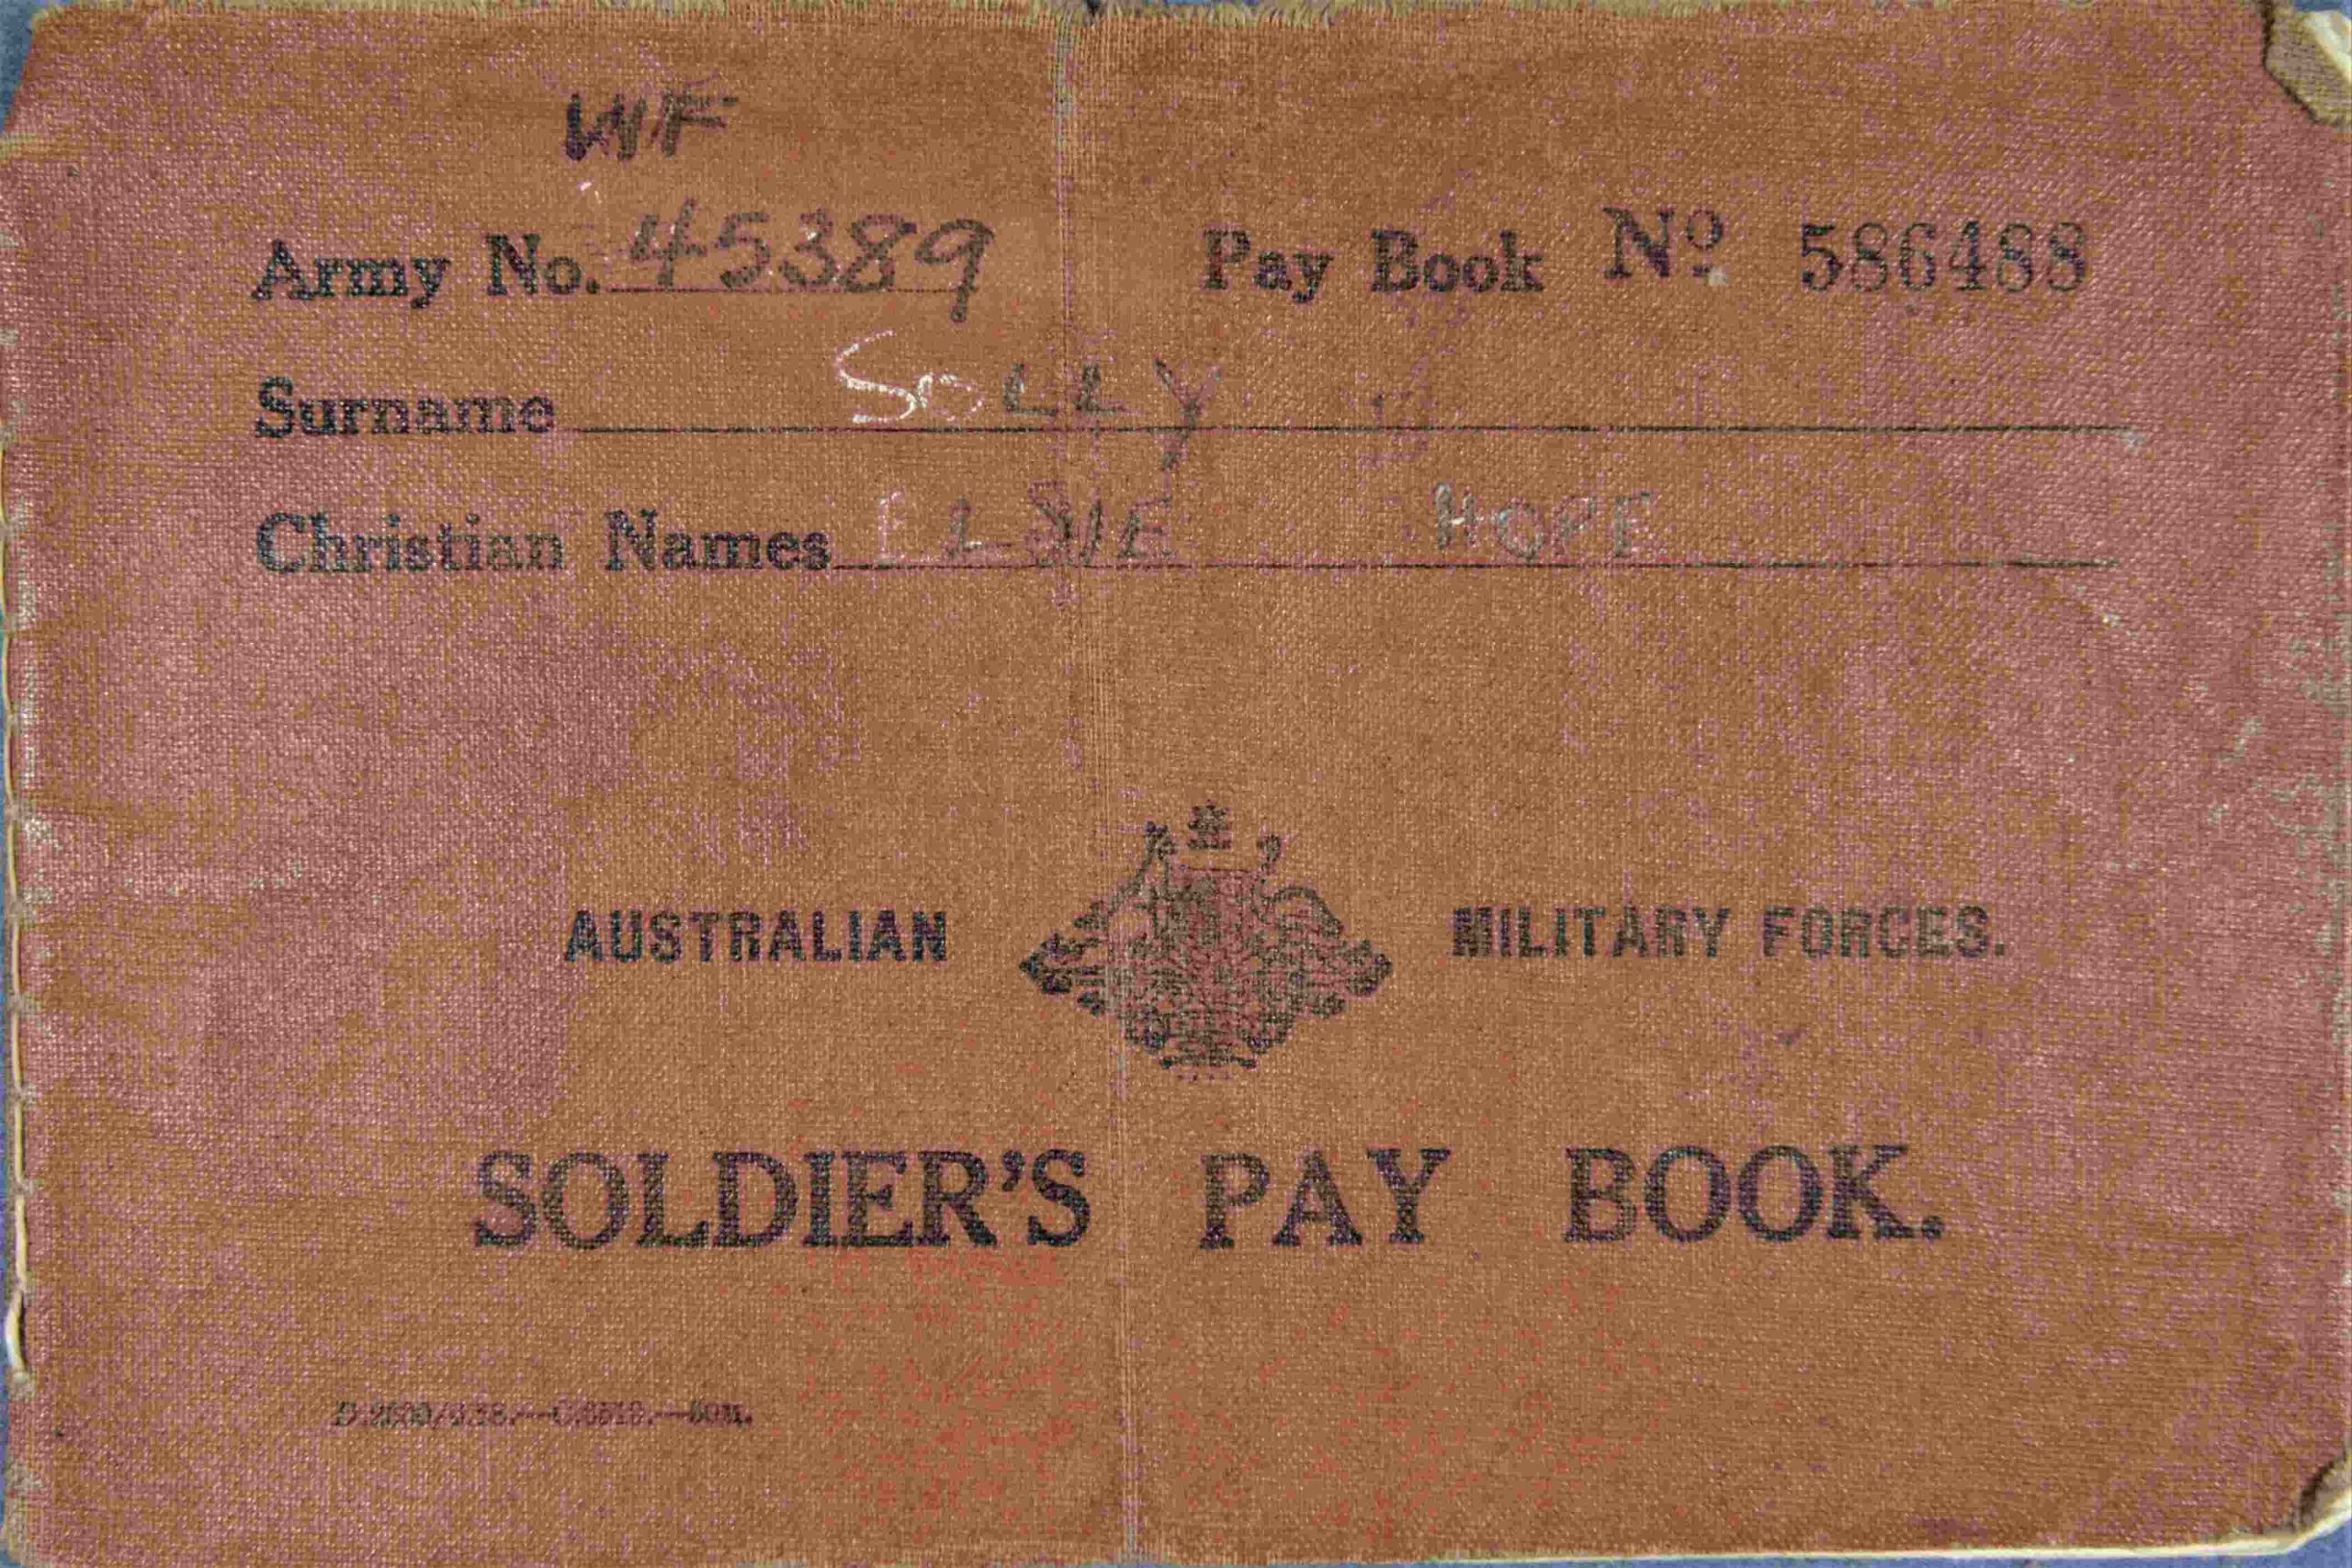 WF
Army No. 45389 Pay Book Nº 586488
Surname SOLLY
Christian Names ELSIE HOPE
AUSTRALIAN MILITARY FORCES.
SOLDIER'S PAY BOOK.